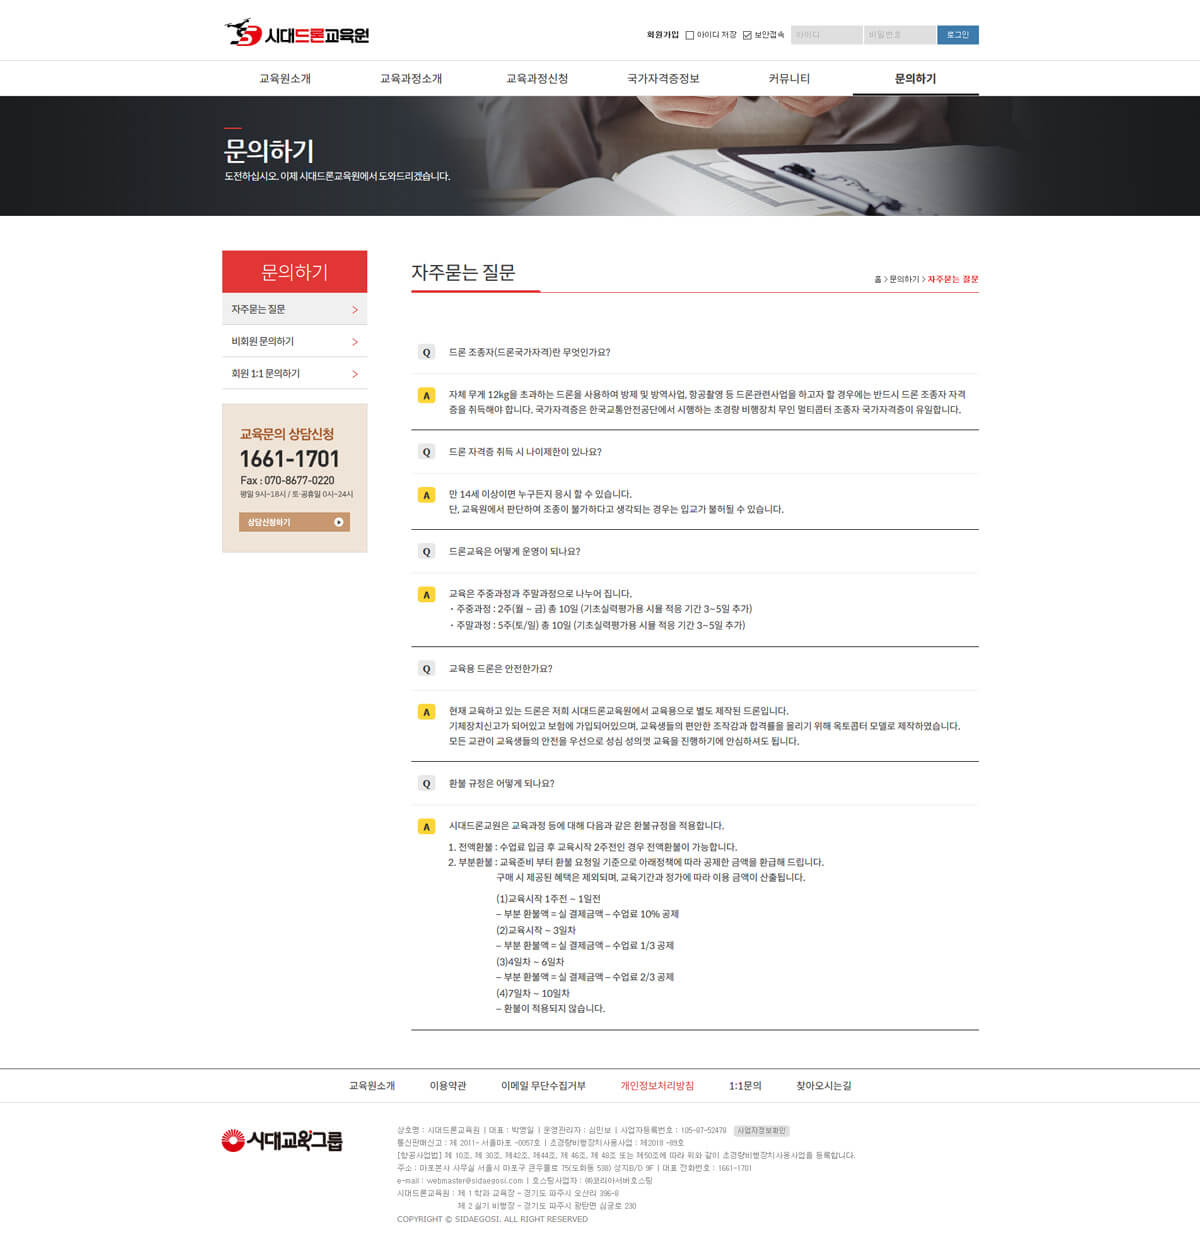 시대드론교육원
회원가입 아이디 저장 보안접속 아이디 비밀번호 로그인
교육원소개 교육과정소개 교육과정신청 국가자격증정보 커뮤니티 문의하기
문의하기
도전하십시오. 이제 시대드론교육원에서 도와드리겠습니다.
문의하기
자주묻는 질문 >
비회원 문의하기 >
회원 1:1 문의하기 >
교육문의 상담신청
1661-1701
Fax : 070-8677-0220
평일 9시~18시 / 토·공휴일 0시~24시
상담신청하기
자주묻는 질문
홈 > 문의하기 > 자주묻는 질문
Q 드론 조종자(드론국가자격)란 무엇인가요?
A 자체 무게 12kg을 초과하는 드론을 사용하여 방제 및 방역사업, 항공촬영 등 드론관련사업을 하고자 할 경우에는 반드시 드론 조종자 자격
증을 취득해야 합니다. 국가자격증은 한국교통안전공단에서 시행하는 초경량 비행장치 무인 멀티콥터 조종자 국가자격증이 유일합니다.
Q 드론 자격증 취득 시 나이제한이 있나요?
A 만 14세 이상이면 누구든지 응시 할 수 있습니다.
단, 교육원에서 판단하여 조종이 불가하다고 생각되는 경우는 입교가 불허될 수 있습니다.
Q 드론교육은 어떻게 운영이 되나요?
A 교육은 주중과정과 주말과정으로 나누어 집니다.
· 주중과정 : 2주(월 ~ 금) 총 10일 (기초실력평가용 시뮬 적응 기간 3~5일 추가)
· 주말과정 : 5주(토/일) 총 10일 (기초실력평가용 시뮬 적응 기간 3~5일 추가)
Q 교육용 드론은 안전한가요?
A 현재 교육하고 있는 드론은 저희 시대드론교육원에서 교육용으로 별도 제작된 드론입니다.
기체장치신고가 되어있고 보험에 가입되어있으며, 교육생들의 편안한 조작감과 합격률을 올리기 위해 옥토콥터 모델로 제작하였습니다.
모든 교관이 교육생들의 안전을 우선으로 성심 성의껏 교육을 진행하기에 안심하셔도 됩니다.
Q 환불 규정은 어떻게 되나요?
A 시대드론교원은 교육과정 등에 대해 다음과 같은 환불규정을 적용합니다.
1. 전액환불 : 수업료 입금 후 교육시작 2주전인 경우 전액환불이 가능합니다.
2. 부분환불 : 교육준비 부터 환불 요청일 기준으로 아래정책에 따라 공제한 금액을 환급해 드립니다.
구매 시 제공된 혜택은 제외되며, 교육기간과 정가에 따라 이용 금액이 산출됩니다.
(1)교육시작 1주전 ~ 1일전
– 부분 환불액 = 실 결제금액 – 수업료 10% 공제
(2)교육시작 ~ 3일차
– 부분 환불액 = 실 결제금액 – 수업료 1/3 공제
(3)4일차 ~ 6일차
– 부분 환불액 = 실 결제금액 – 수업료 2/3 공제
(4)7일차 ~ 10일차
– 환불이 적용되지 않습니다.
교육원소개 이용약관 이메일 무단수집거부 개인정보처리방침 1:1문의 찾아오시는길
시대교육그룹
상호명 : 시대드론교육원 | 대표 : 박영일 | 운영관리자 : 심민보 | 사업자등록번호 : 105-87-52478 사업자정보확인
통신판매신고 : 제 2011- 서울마포 -0057호 | 초경량비행장치사용사업 : 제2018 -89호
[항공사업법] 제 10조, 제 30조, 제42조, 제44조, 제 46조, 제 48조 또는 제50조에 따라 위와 같이 초경량비행장치사용사업을 등록합니다.
주소 : 마포본사 사무실 서울시 마포구 큰우물로 75(도화동 538) 성지B/D 9F | 대표 전화번호 : 1661-1701
e-mail : webmaster@sidaegosi.com | 호스팅사업자 : ㈜코리아서버호스팅
시대드론교육원 : 제 1 학과 교육장 - 경기도 파주시 오산리 396-8
제 2 실기 비행장 - 경기도 파주시 광탄면 심궁로 230
COPYRIGHT © SIDAEGOSI. ALL RIGHT RESERVED